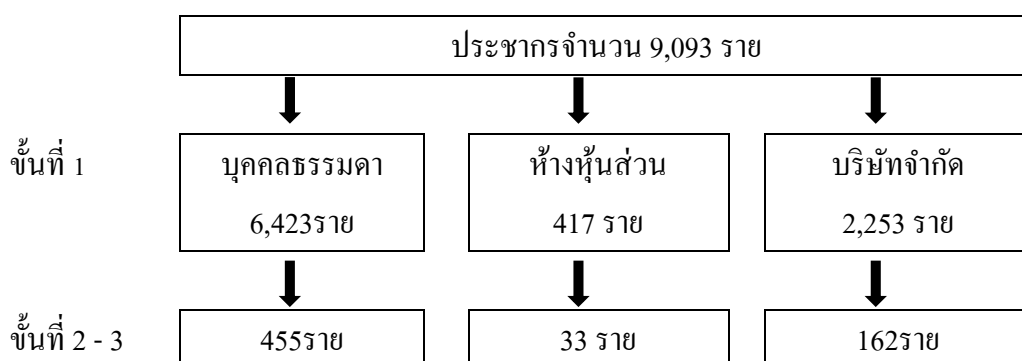 ประชากรจำนวน 9,093 ราย
ขั้นที่ 1
บุคคลธรรมดา
6,423ราย
ห้างหุ้นส่วน
417 ราย
บริษัทจำกัด
2,253 ราย
ขั้นที่ 2 - 3
455ราย
33 ราย
162ราย